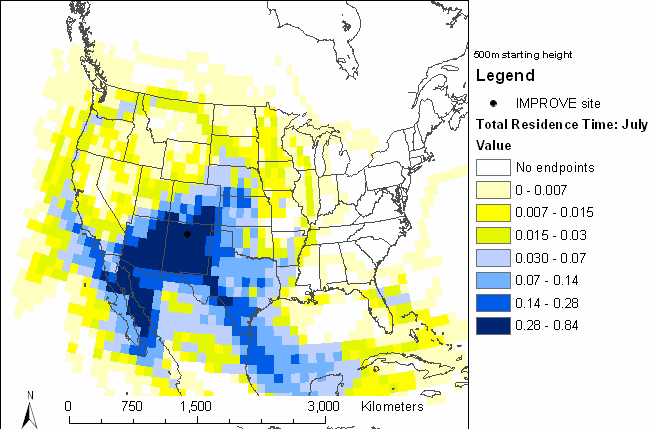 500m starting height
Legend
IMPROVE site
Total Residence Time: July
Value
No endpoints
0 - 0.007
0.007 - 0.015
0.015 - 0.03
0.030 - 0.07
0.07 - 0.14
0.14 - 0.28
0.28 - 0.84
N
0 750 1,500 3,000 Kilometers